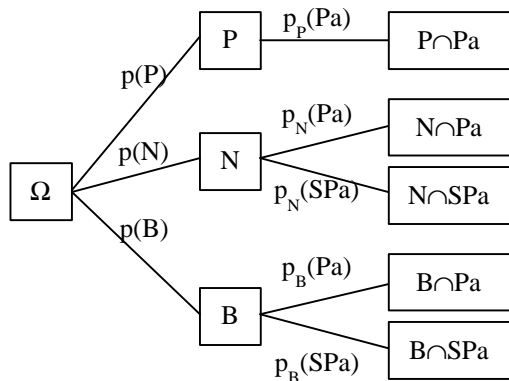 P
p_P(Pa)
P∩Pa
p(P)
p_N(Pa)
N∩Pa
p(N)
N
Ω
p_N(SPa)
N∩SPa
p(B)
p_B(Pa)
B∩Pa
B
p_B(SPa)
B∩SPa